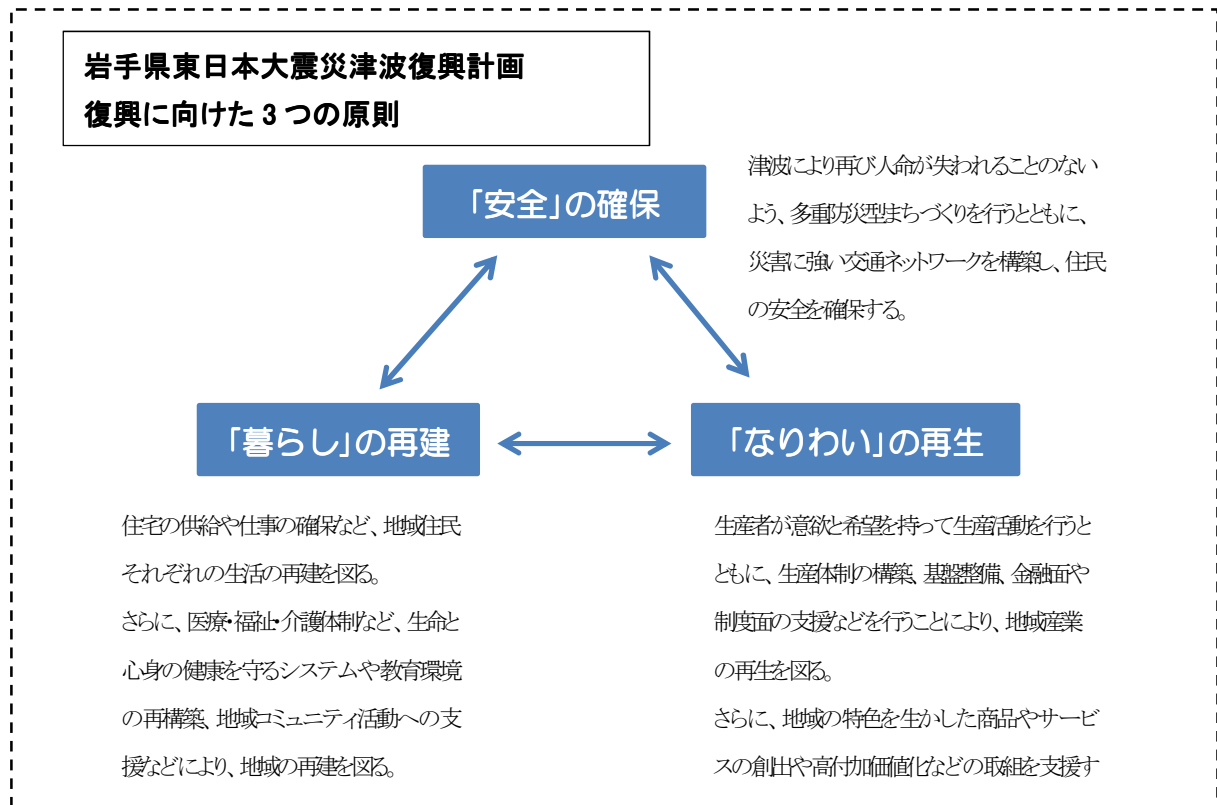 岩手県東日本大震災津波復興計画
復興に向けた3つの原則
「安全」の確保
津波により再び人命が失われることのない
よう、多重防災型まちづくりを行うとともに、
災害に強い交通ネットワークを構築し、住民
の安全を確保する。
「暮らし」の再建
「なりわい」の再生
住宅の供給や仕事の確保など、地域住民
それぞれの生活の再建を図る。
さらに、医療・福祉・介護体制など、生命と
心身の健康を守るシステムや教育環境
の再構築、地域コミュニティ活動への支
援などにより、地域の再建を図る。
生産者が意欲と希望を持って生産活動を行うと
ともに、生産体制の構築、基盤整備、金融面や
制度面の支援などを行うことにより、地域産業
の再生を図る。
さらに、地域の特色を生かした商品やサービ
スの創出や高付加価値化などの取組を支援す